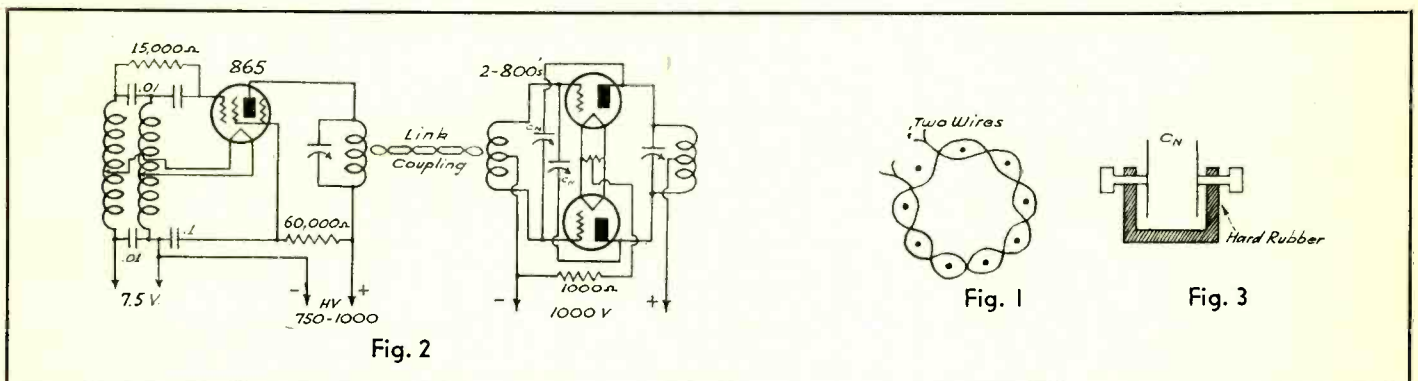 15,000Ω
865
.01
.01
.1
60,000Ω
7.5 V.
-
HV
+
750-1000
Link
Coupling
2-800's
CN
CN
1000Ω
-
+
1000 V
Fig. 2
Two Wires
Fig. 1
CN
Hard Rubber
Fig. 3